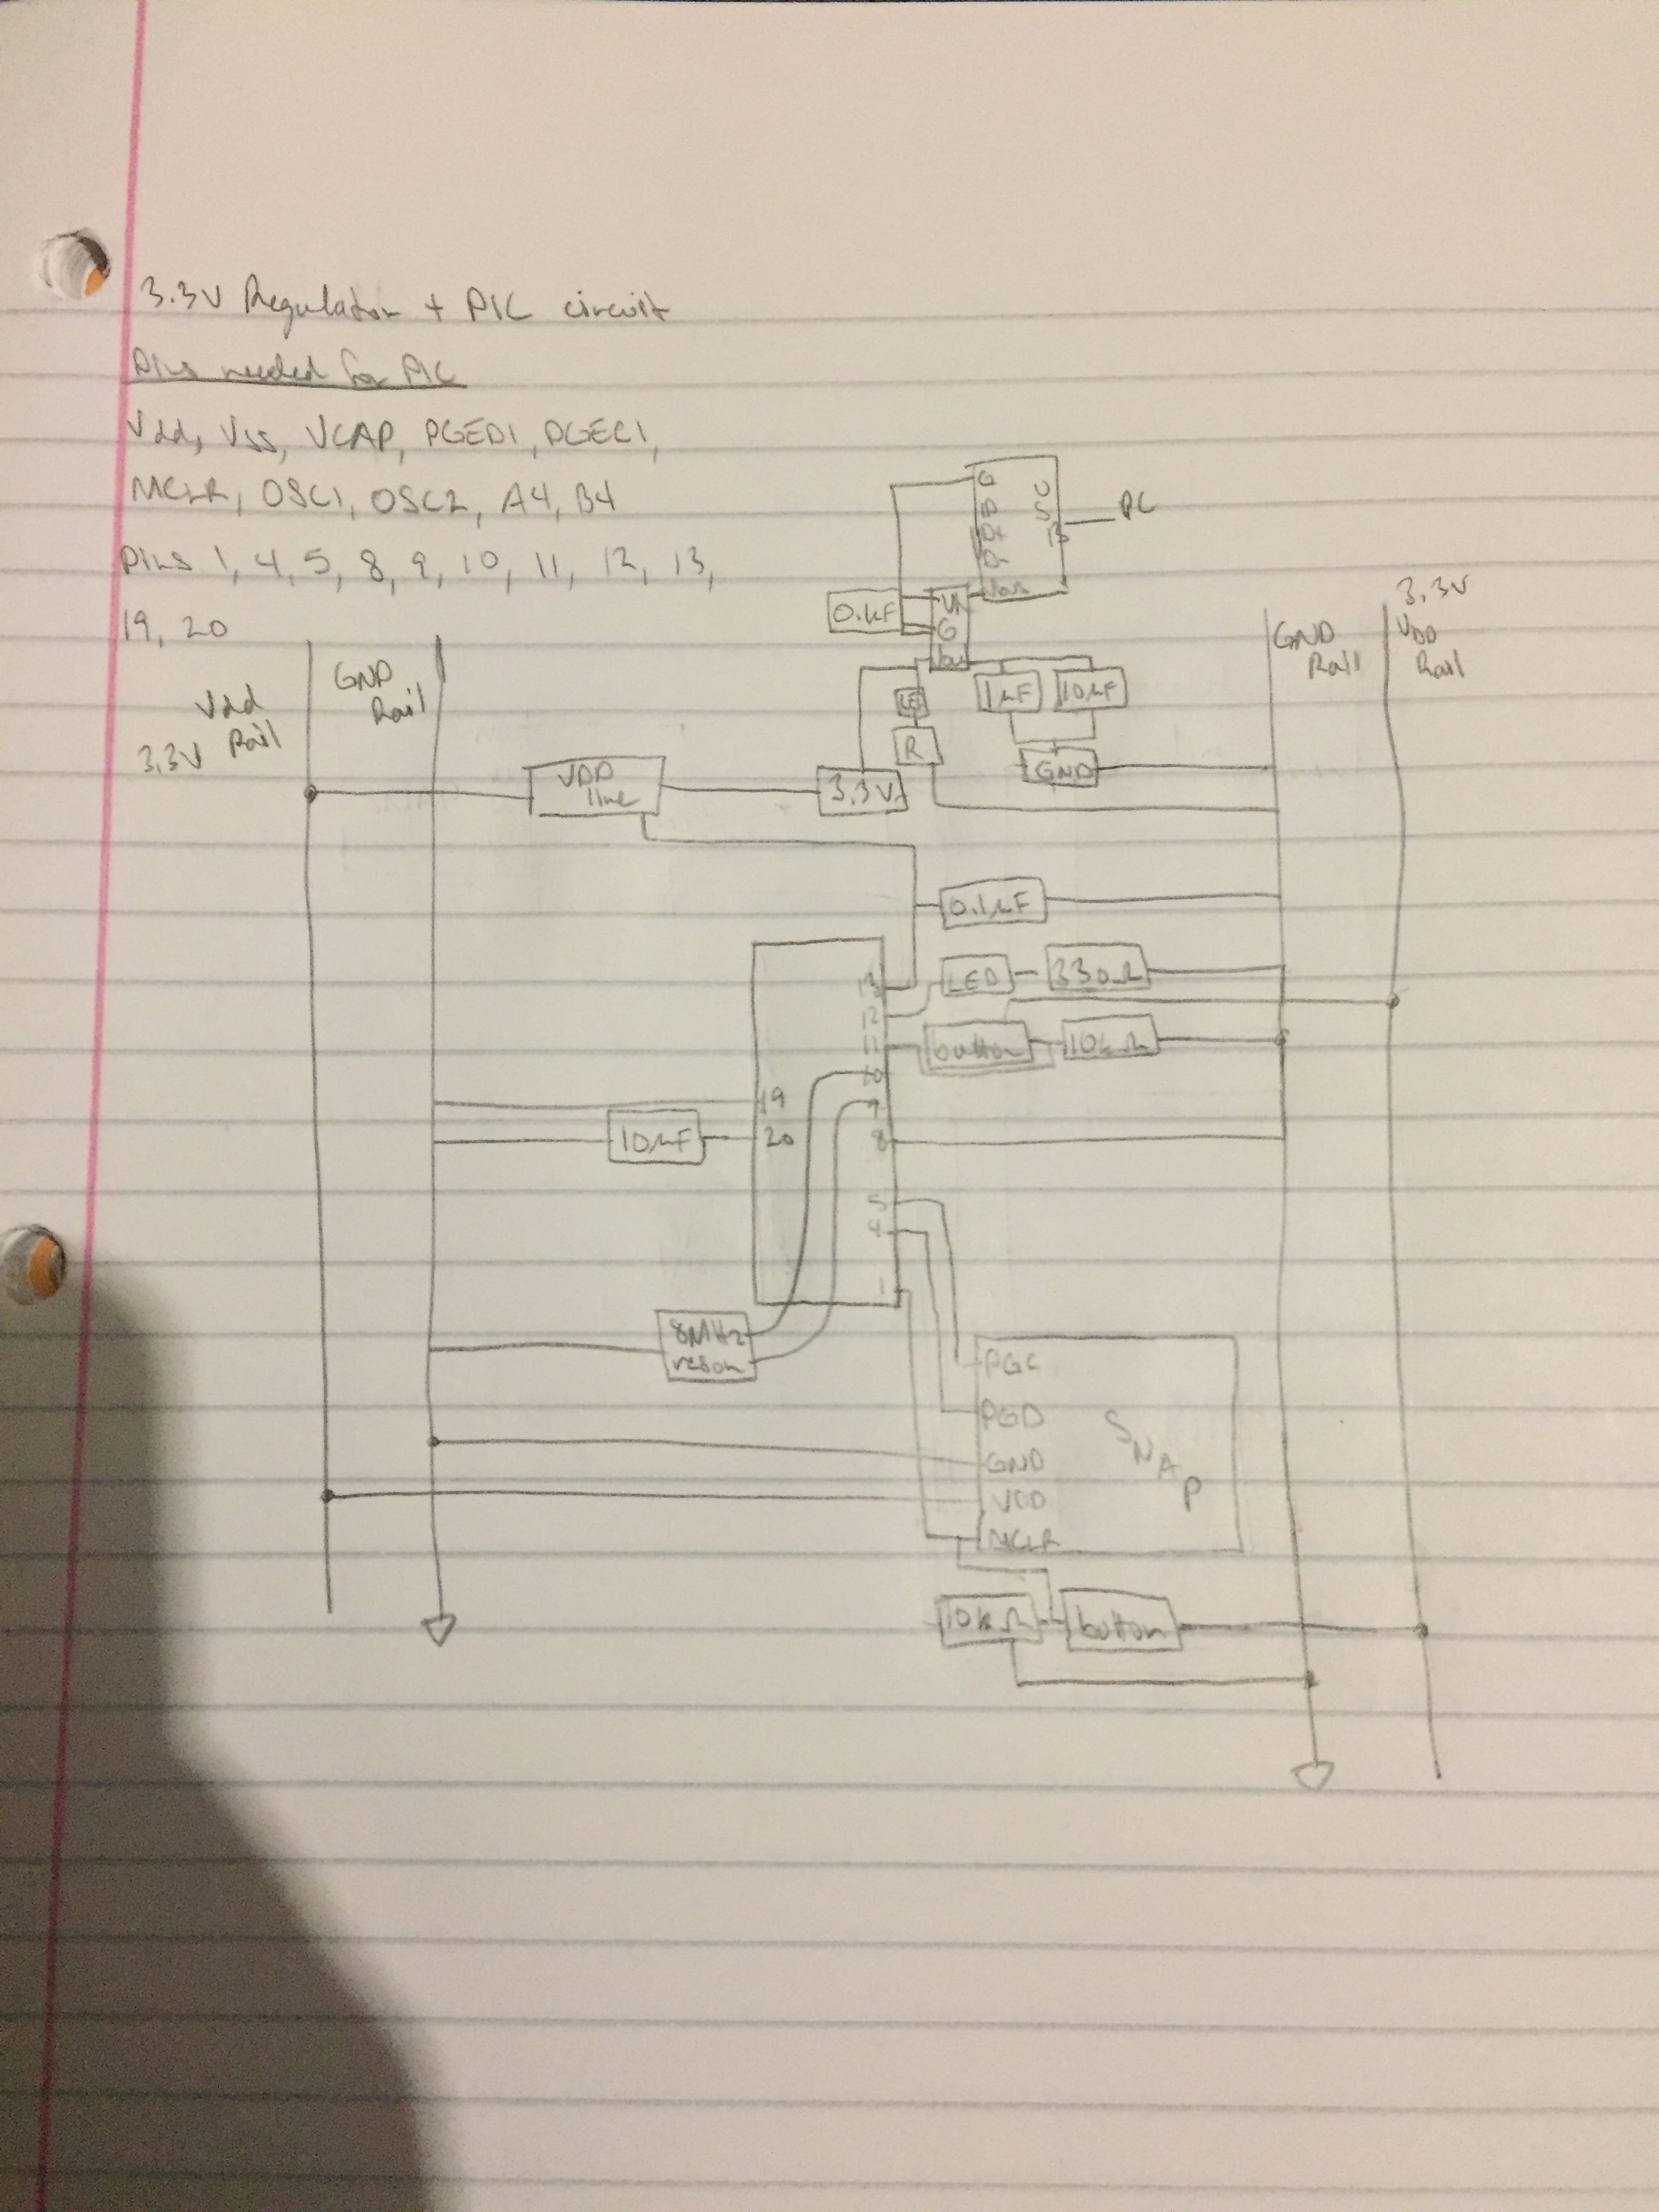 3.3V Regulator + PIC circuit
Pins needed for PIC
Vdd, Vss, VCAP, PGED1, PGEC1,
MCLR, OSC1, OSC2, A4, B4
Pins 1, 4, 5, 8, 9, 10, 11, 12, 13,
19, 20
G
ID
D+
D-
Vbus
USB
PC
0.1uF
Vin
G
Vout
LED
R
1uF
10uF
GND
3.3V
VDD
line
Vdd
3.3V Rail
GND
Rail
GND
Rail
3.3V
VDD
Rail
0.1uF
13
LED
330Ω
12
11
button
10kΩ
10
9
19
8
10uF
20
5
4
1
8MHz
reson
PGC
PGD
GND
VDD
MCLR
SNAP
10kΩ
button